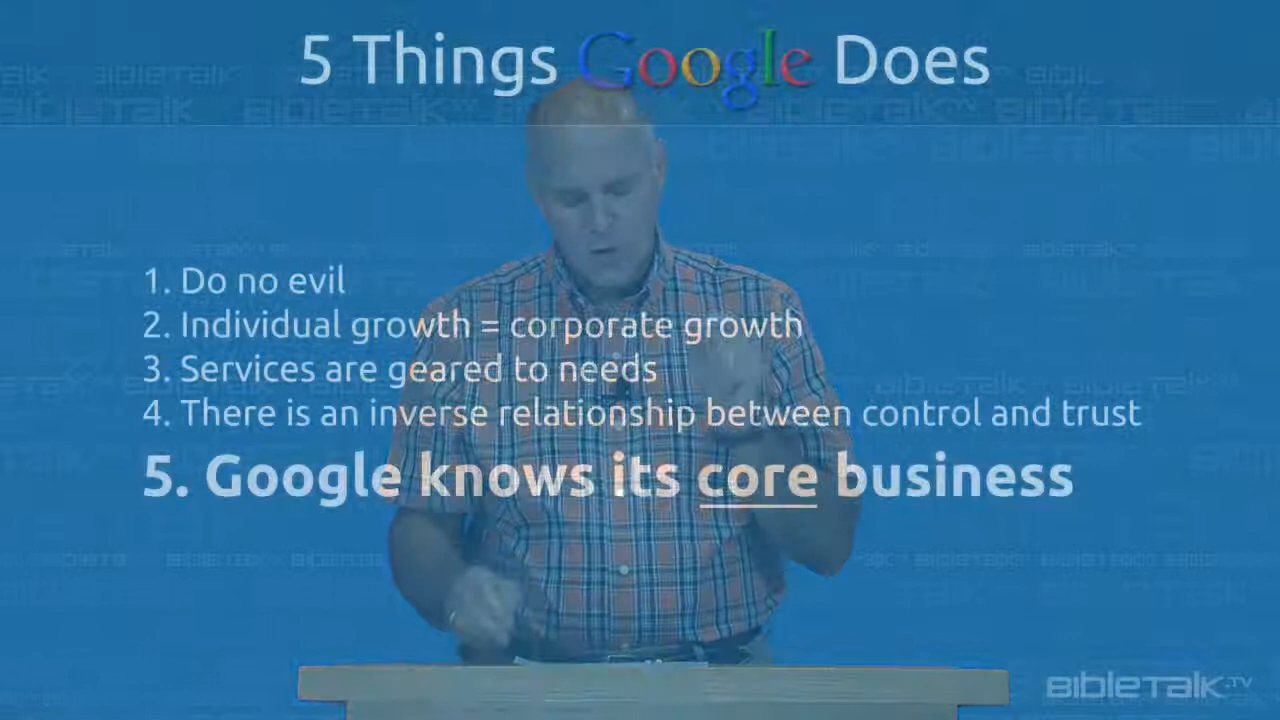 5 Things Google Does
1. Do no evil
2. Individual growth = corporate growth
3. Services are geared to needs
4. There is an inverse relationship between control and trust
5. Google knows its core business
BIBLETALK.TV